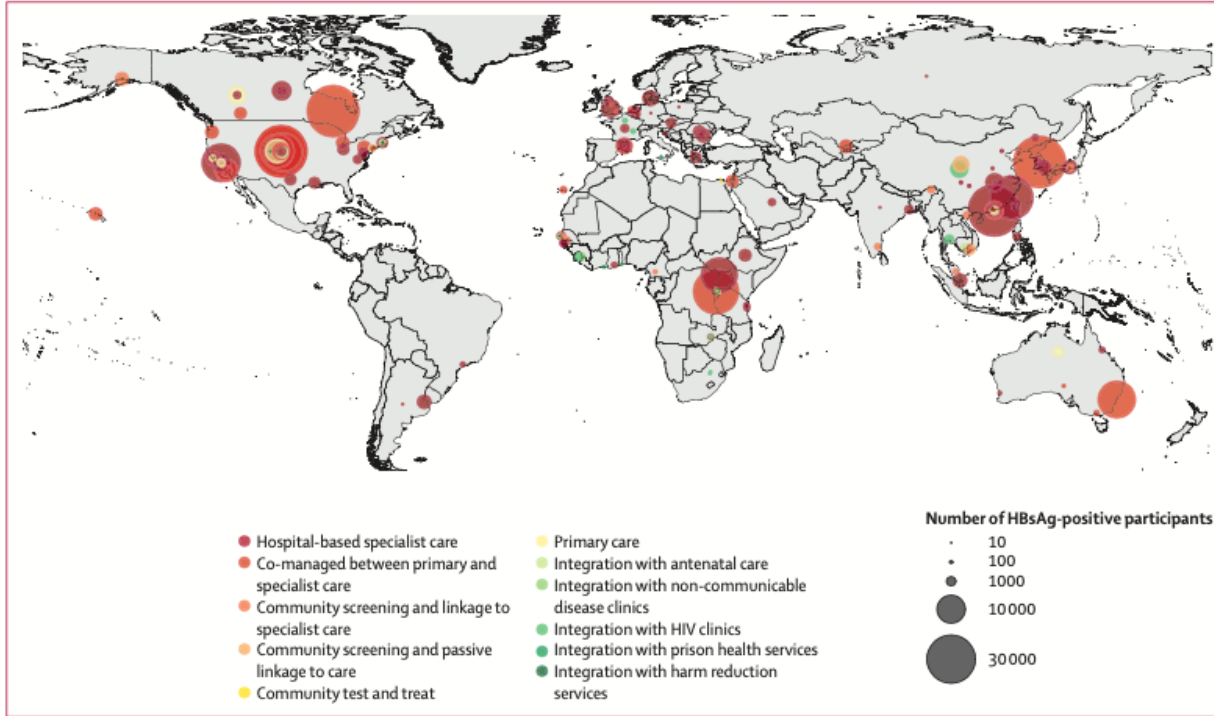 Hospital-based specialist care
Co-managed between primary and
specialist care
Community screening and linkage to
specialist care
Community screening and passive
linkage to care
Community test and treat
Primary care
Integration with antenatal care
Integration with non-communicable
disease clinics
Integration with HIV clinics
Integration with prison health services
Integration with harm reduction
services
Number of HBsAg-positive participants
10
100
1000
10 000
30 000